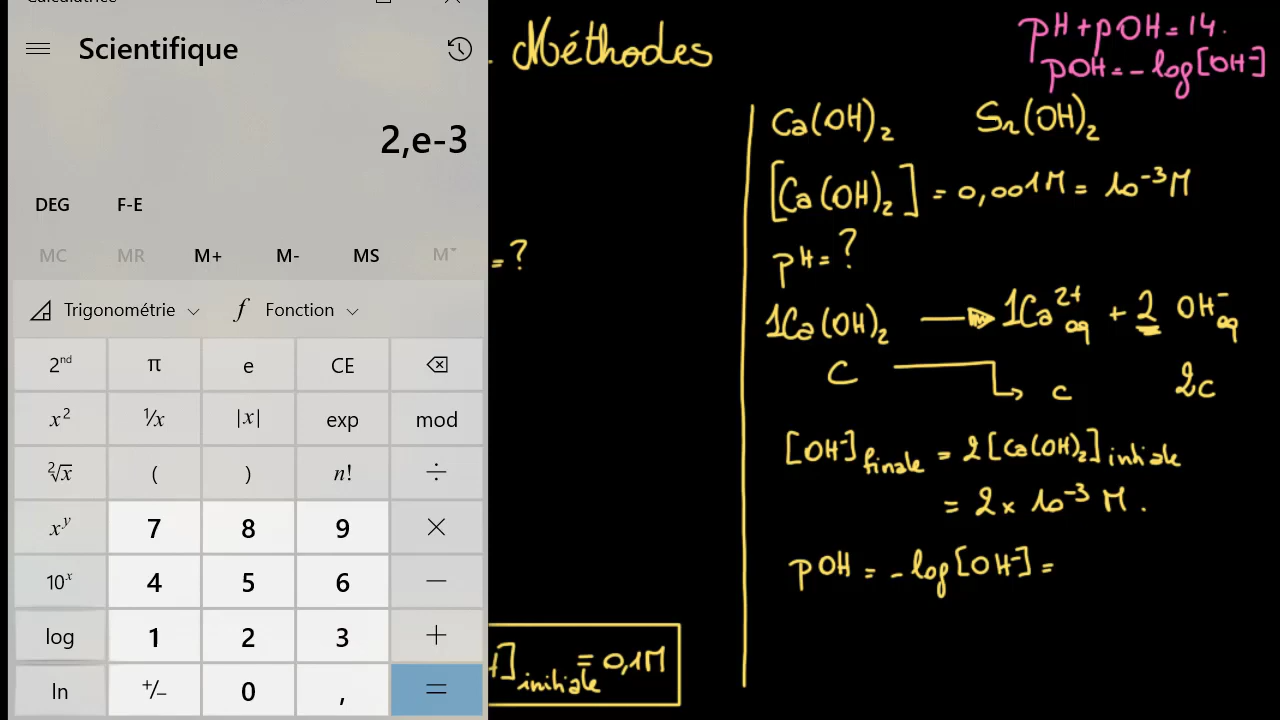 Calculatrice
Scientifique
2,e-3
DEG F-E
MC MR M+ M- MS M˅
Trigonométrie f Fonction
2nd π e CE
x² ¹/x |x| exp mod
²√x ( ) n! ÷
xʸ 7 8 9 ×
10ˣ 4 5 6 −
log 1 2 3 +
ln +/− 0 , =
. Méthodes
= ?
]initiale = 0,1M
pH + pOH = 14.
pOH = - log[OH⁻]
Ca(OH)₂ Sr(OH)₂
[Ca(OH)₂] = 0,001M = 10⁻³M
pH = ?
1Ca(OH)₂ → 1Ca²⁺aq + 2 OH⁻aq
C c 2c
[OH⁻]finale = 2[Ca(OH)₂]initiale
= 2 × 10⁻³ M.
pOH = - log[OH⁻] =